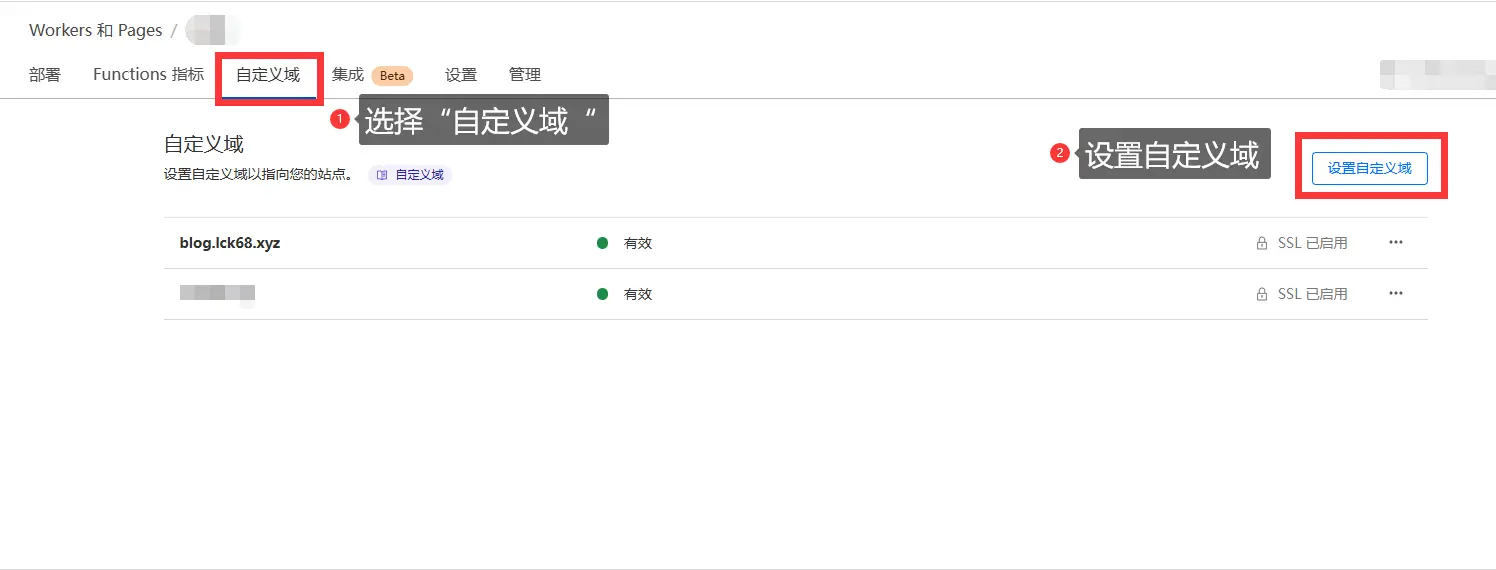 Workers 和 Pages /
部署 Functions 指标 自定义域 集成 Beta 设置 管理
1 选择“自定义域 “
自定义域
2 设置自定义域
设置自定义域
设置自定义域以指向您的站点。 自定义域
blog.lck68.xyz 有效 SSL 已启用 ···
有效 SSL 已启用 ···